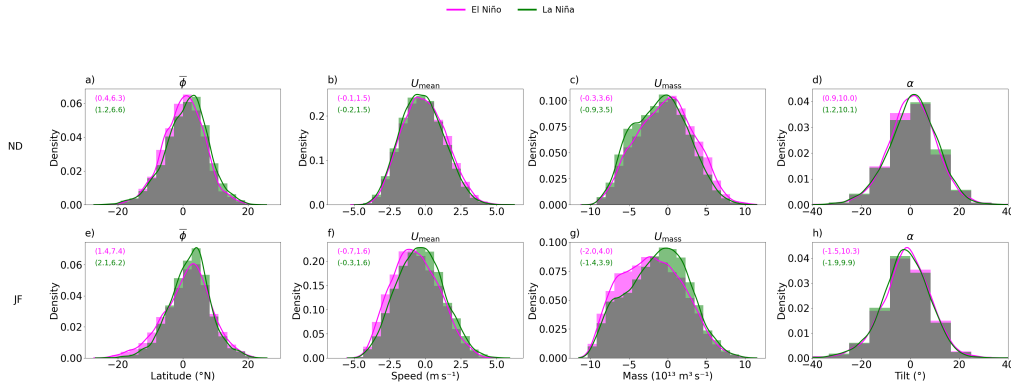 El Niño La Niña
a) ϕ̅ b) U_mean c) U_mass d) α
ND
Density
0.00 0.02 0.04 0.06
−20 0 20
(0.4,6.3)
(1.2,6.6)
Density
0.0 0.1 0.2
−5.0 −2.5 0.0 2.5 5.0
(-0.1,1.5)
(-0.2,1.5)
Density
0.000 0.025 0.050 0.075 0.100
−10 −5 0 5 10
(-0.3,3.6)
(-0.9,3.5)
Density
0.00 0.01 0.02 0.03 0.04
−40 −20 0 20 40
(0.9,10.0)
(1.2,10.1)
e) ϕ̅ f) U_mean g) U_mass h) α
JF
Density
0.00 0.02 0.04 0.06
−20 0 20
Latitude (°N)
(1.4,7.4)
(2.1,6.2)
Density
0.00 0.05 0.10 0.15 0.20
−5.0 −2.5 0.0 2.5 5.0
Speed (m s⁻¹)
(-0.7,1.6)
(-0.3,1.6)
Density
0.000 0.025 0.050 0.075 0.100
−10 −5 0 5 10
Mass (10¹³ m³ s⁻¹)
(-2.0,4.0)
(-1.4,3.9)
Density
0.00 0.01 0.02 0.03 0.04
−40 −20 0 20 40
Tilt (°)
(-1.5,10.3)
(-1.9,9.9)